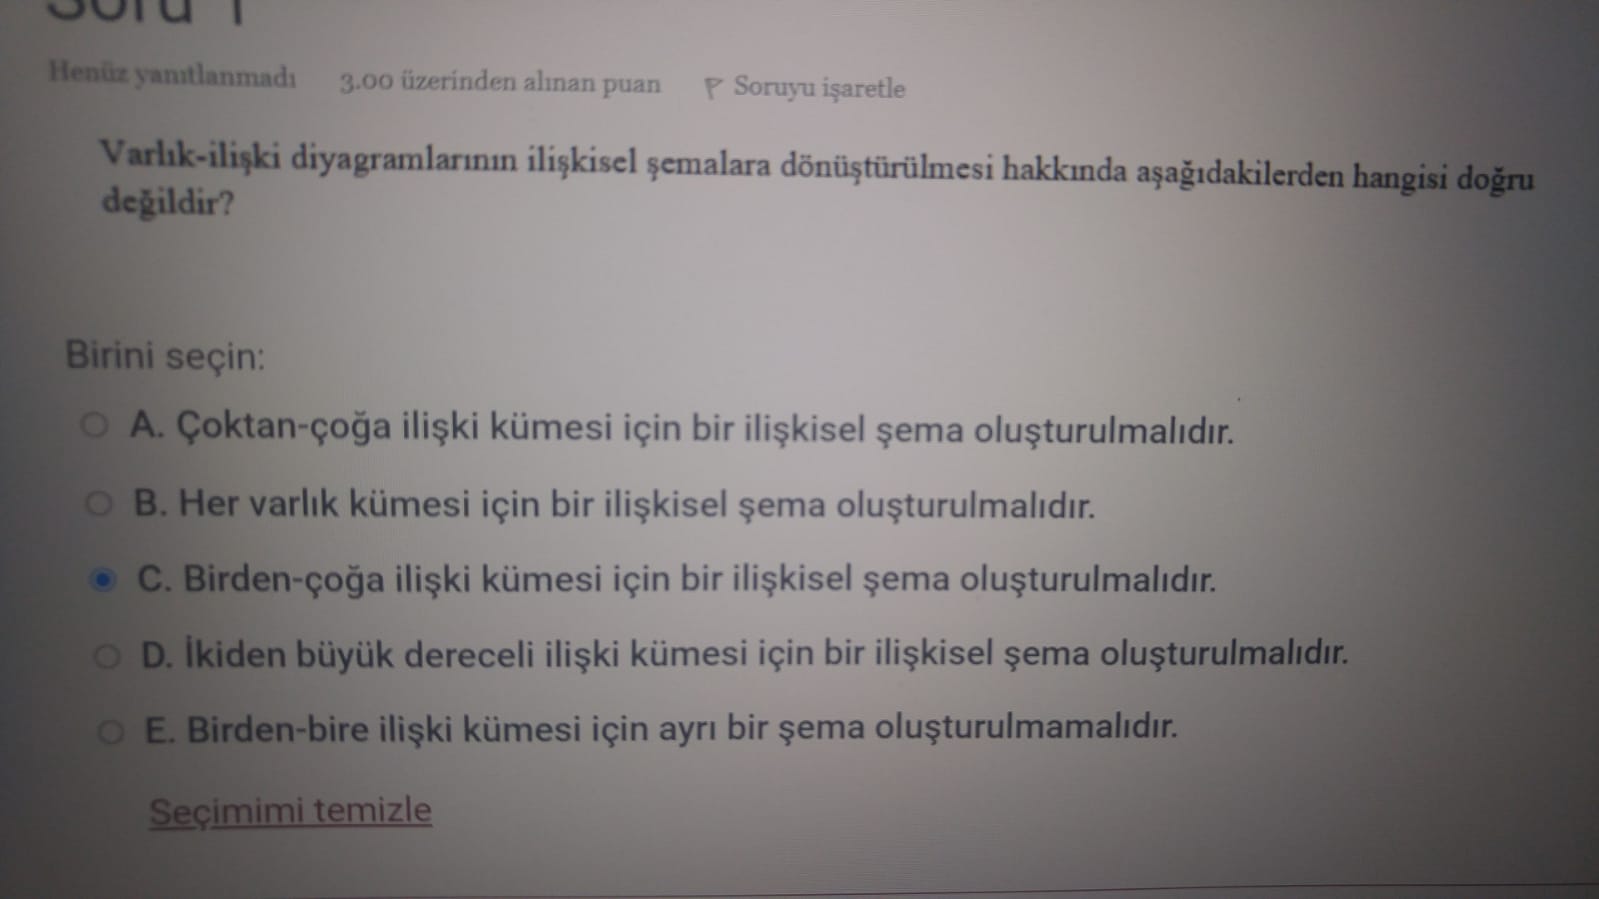 Soru 1
Henüz yanıtlanmadı 3.00 üzerinden alınan puan Soruyu işaretle
Varlık-ilişki diyagramlarının ilişkisel şemalara dönüştürülmesi hakkında aşağıdakilerden hangisi doğru
değildir?
Birini seçin:
A. Çoktan-çoğa ilişki kümesi için bir ilişkisel şema oluşturulmalıdır.
B. Her varlık kümesi için bir ilişkisel şema oluşturulmalıdır.
C. Birden-çoğa ilişki kümesi için bir ilişkisel şema oluşturulmalıdır.
D. İkiden büyük dereceli ilişki kümesi için bir ilişkisel şema oluşturulmalıdır.
E. Birden-bire ilişki kümesi için ayrı bir şema oluşturulmamalıdır.
Seçimimi temizle